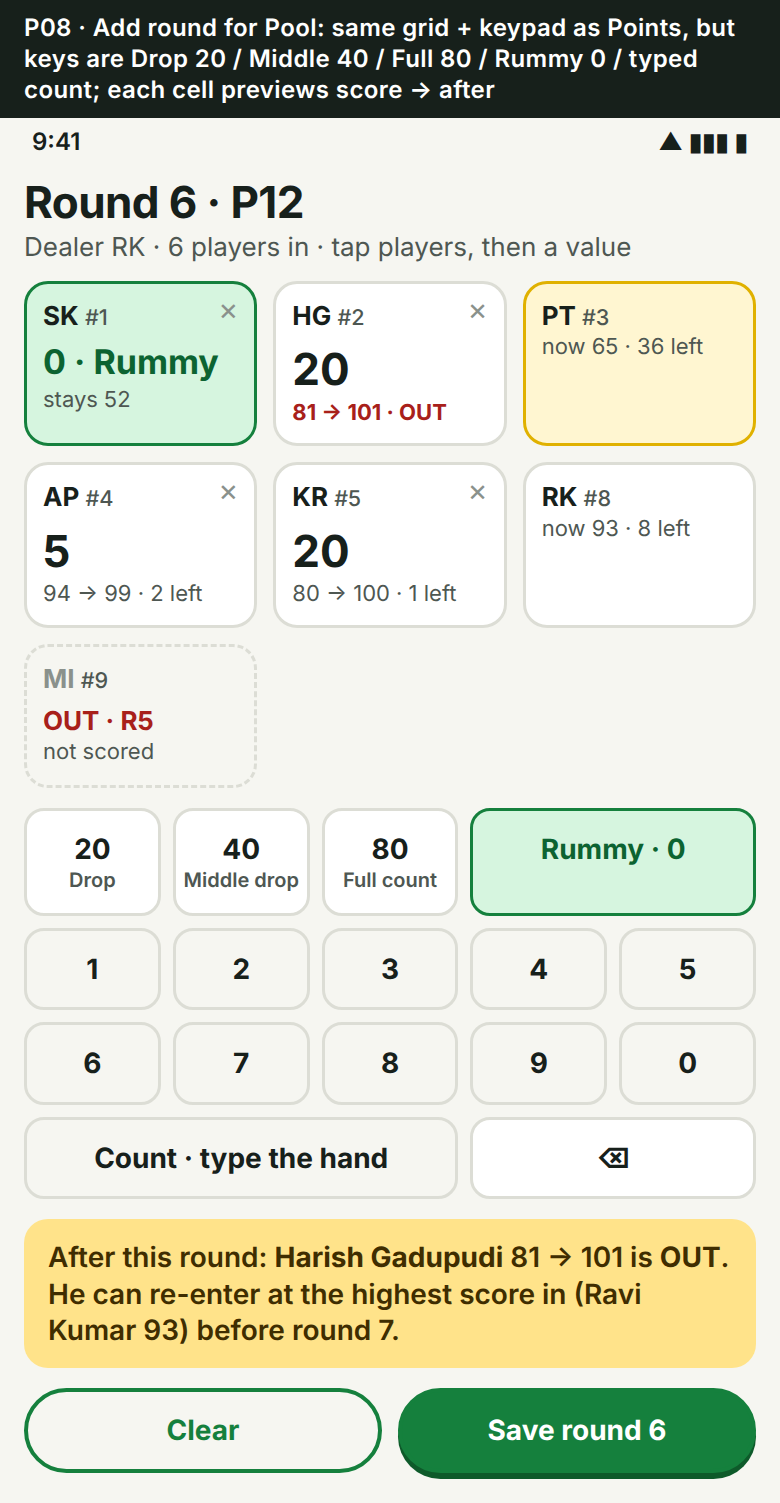 P08 · Add round for Pool: same grid + keypad as Points, but
keys are Drop 20 / Middle 40 / Full 80 / Rummy 0 / typed
count; each cell previews score → after
9:41
Round 6 · P12
Dealer RK · 6 players in · tap players, then a value
SK #1 ×
0 · Rummy
stays 52
HG #2 ×
20
81 → 101 · OUT
PT #3
now 65 · 36 left
AP #4 ×
5
94 → 99 · 2 left
KR #5 ×
20
80 → 100 · 1 left
RK #8
now 93 · 8 left
MI #9
OUT · R5
not scored
20
Drop
40
Middle drop
80
Full count
Rummy · 0
1 2 3 4 5
6 7 8 9 0
Count · type the hand ⌫
After this round: Harish Gadupudi 81 → 101 is OUT.
He can re-enter at the highest score in (Ravi
Kumar 93) before round 7.
Clear
Save round 6